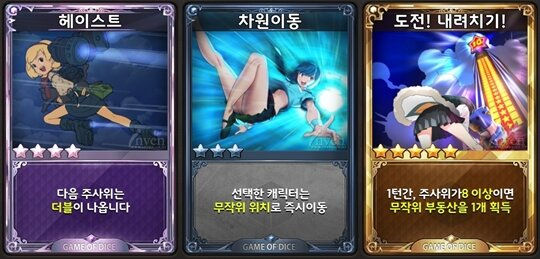 헤이스트
차원이동
도전! 내려치기!
inven
inven
inven
다음 주사위는
더블이 나옵니다
선택한 캐릭터는
무작위 위치로 즉시이동
1턴간, 주사위가8 이상이면
무작위 부동산을 1개 획득
GAME OF DICE
GAME OF DICE
GAME OF DICE